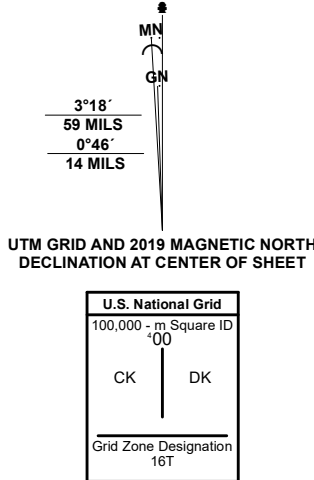 MN
GN
3°18´
59 MILS
0°46´
14 MILS
UTM GRID AND 2019 MAGNETIC NORTH
DECLINATION AT CENTER OF SHEET
U.S. National Grid
100,000 - m Square ID
⁴00
CK DK
Grid Zone Designation
16T